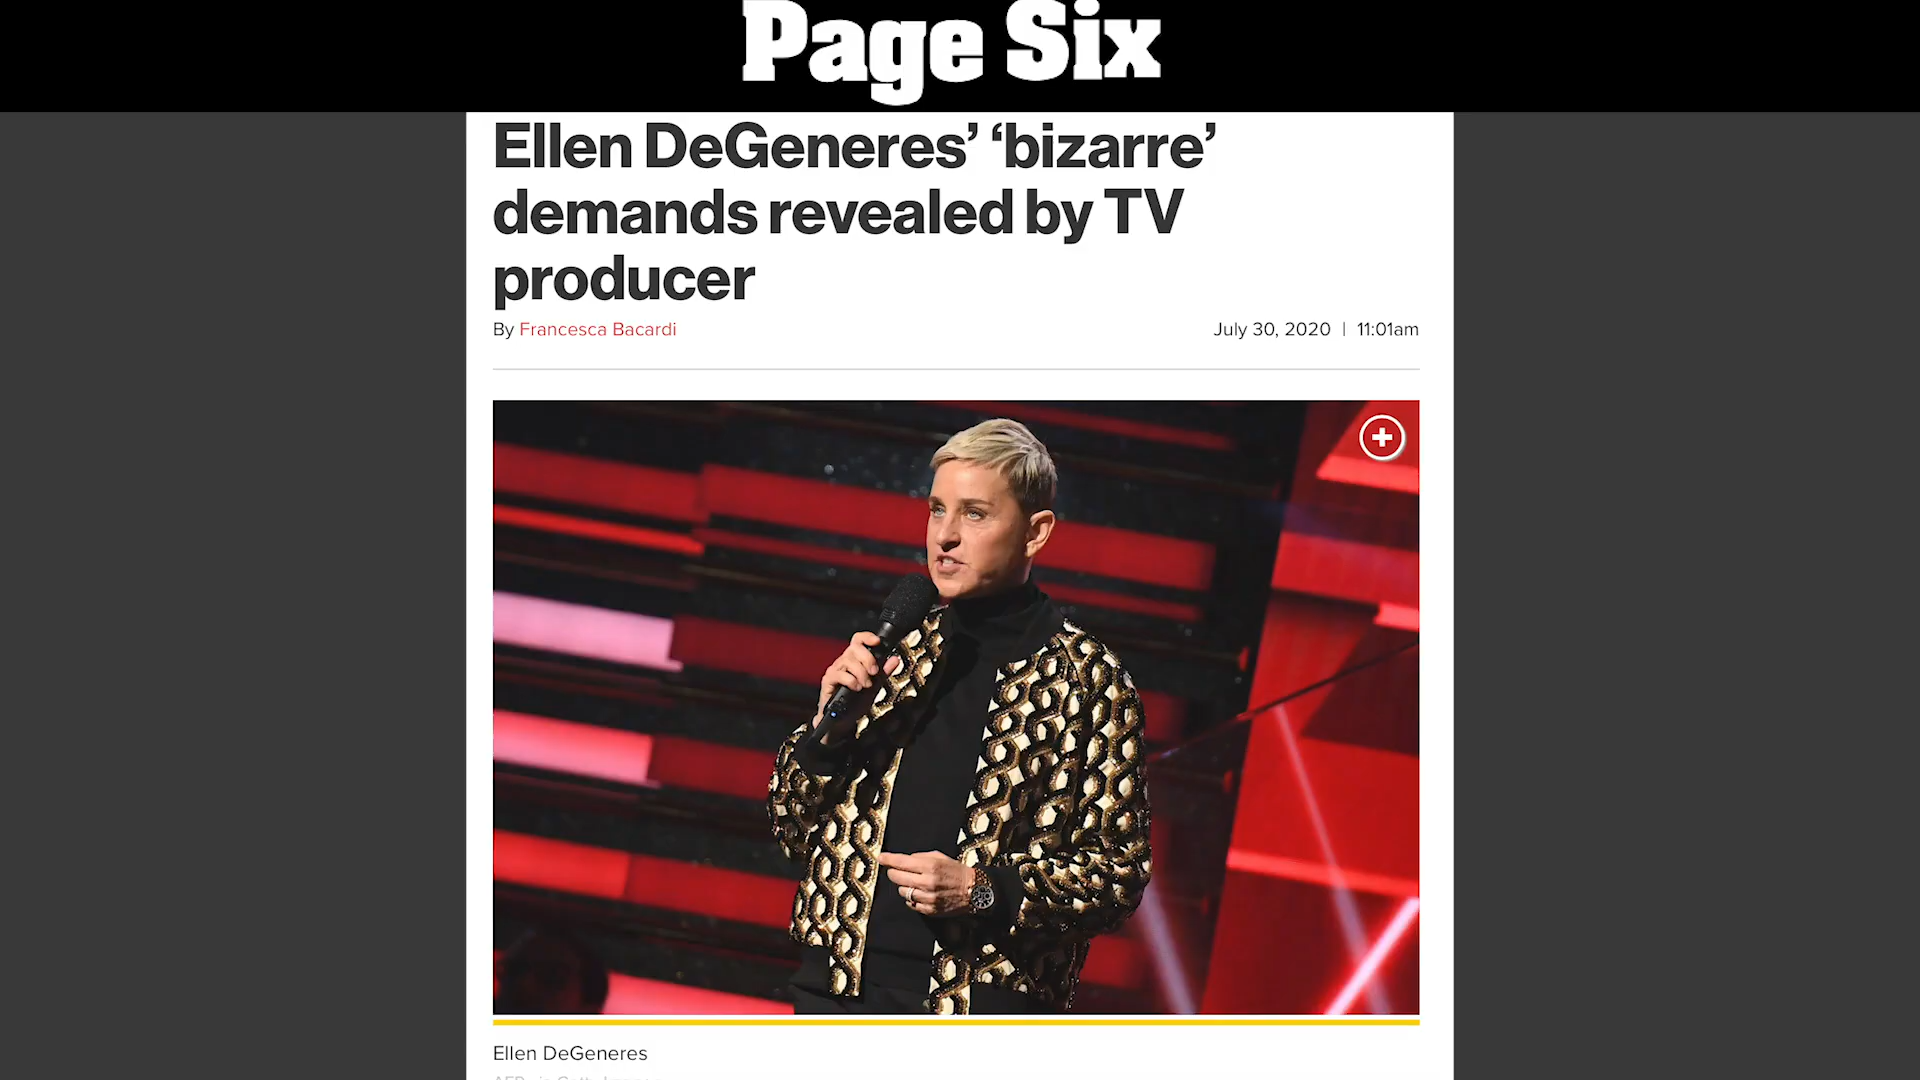 Page Six
Ellen DeGeneres’ ‘bizarre’
demands revealed by TV
producer
By Francesca Bacardi
July 30, 2020 | 11:01am
Ellen DeGeneres